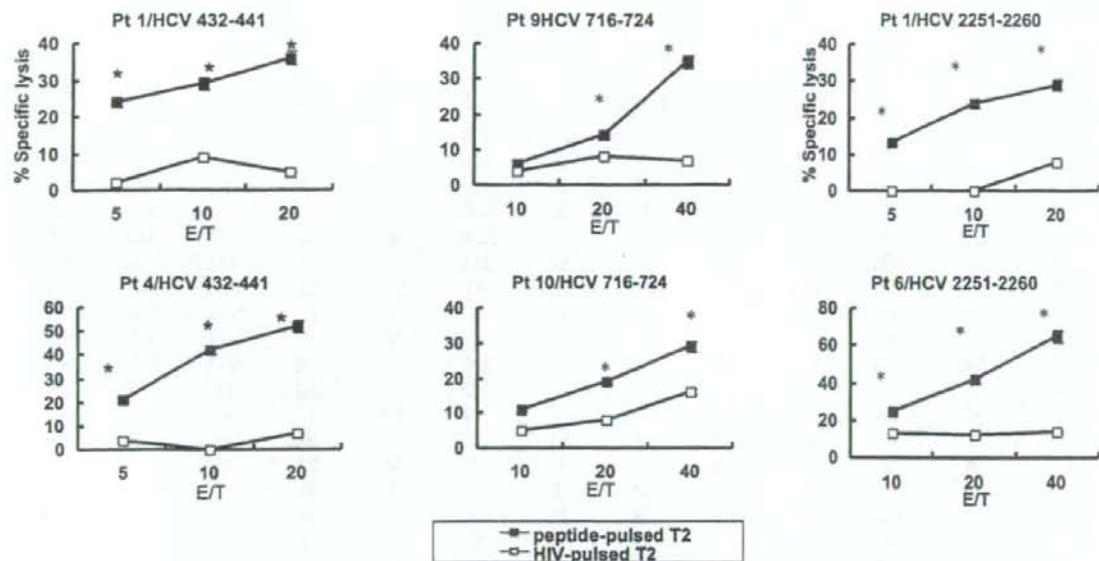 Pt 1/HCV 432-441
% Specific lysis
40
30
20
10
0
5 10 20
E/T
Pt 9HCV 716-724
40
30
20
10
0
10 20 40
E/T
Pt 1/HCV 2251-2260
% Specific lysis
40
30
20
10
0
5 10 20
E/T
Pt 4/HCV 432-441
60
50
40
30
20
10
0
5 10 20
E/T
Pt 10/HCV 716-724
40
30
20
10
0
10 20 40
E/T
Pt 6/HCV 2251-2260
80
60
40
20
0
10 20 40
E/T
peptide-pulsed T2
HIV-pulsed T2